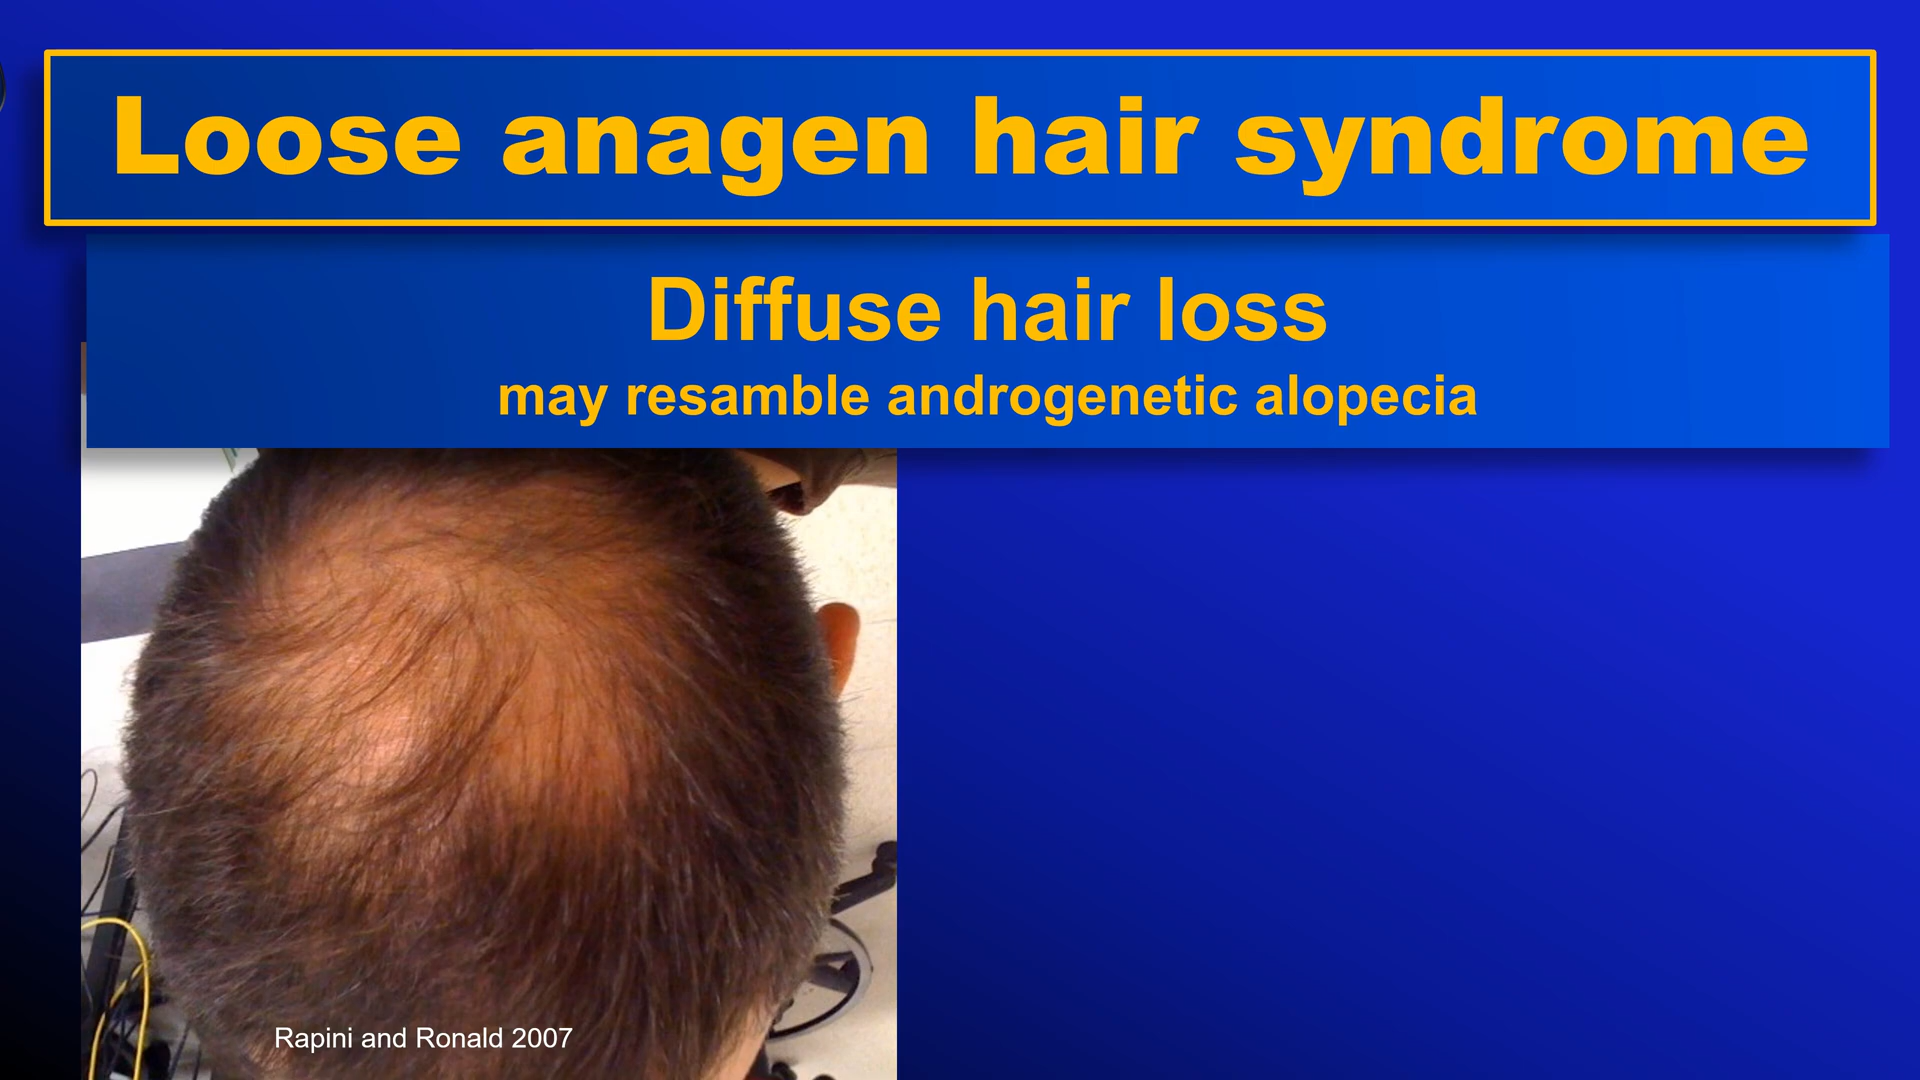 Loose anagen hair syndrome
Diffuse hair loss
may resamble androgenetic alopecia
Rapini and Ronald 2007